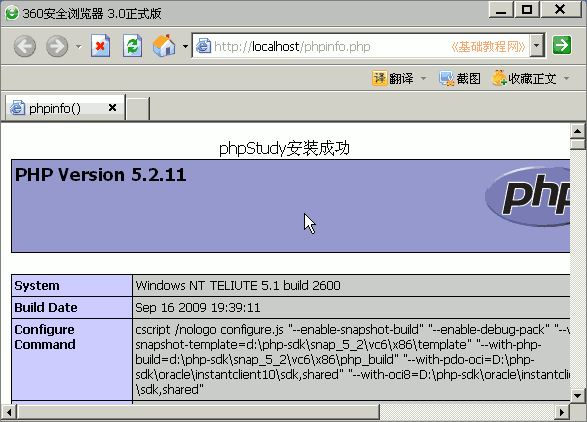 360安全浏览器 3.0正式版
http://localhost/phpinfo.php 《基础教程网》
翻译 截图 收藏正文
phpinfo()
phpStudy安装成功
PHP Version 5.2.11
php
System Windows NT TELIUTE 5.1 build 2600
Build Date Sep 16 2009 19:39:11
Configure Command cscript /nologo configure.js "--enable-snapshot-build" "--enable-debug-pack" "--v
snapshot-template=d:\php-sdk\snap_5_2\vc6\x86\template" "--with-php-
build=d:\php-sdk\snap_5_2\vc6\x86\php_build" "--with-pdo-oci=D:\php-
sdk\oracle\instantclient10\sdk,shared" "--with-oci8=D:\php-sdk\oracle\instantcl
\sdk,shared"